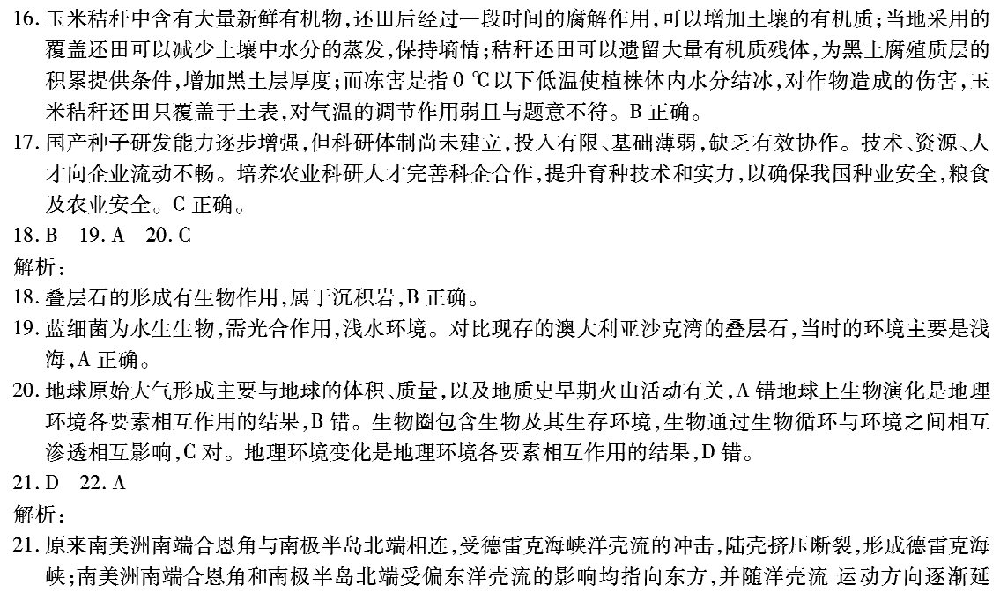 16. 玉米秸秆中含有大量新鲜有机物,还田后经过一段时间的腐解作用,可以增加土壤的有机质;当地采用的
覆盖还田可以减少土壤中水分的蒸发,保持墒情;秸秆还田可以遗留大量有机质残体,为黑土腐殖质层的
积累提供条件,增加黑土层厚度;而冻害是指0 ℃以下低温使植株体内水分结冰,对作物造成的伤害,玉
米秸秆还田只覆盖于土表,对气温的调节作用弱且与题意不符。B 正确。
17. 国产种子研发能力逐步增强,但科研体制尚未建立,投入有限、基础薄弱,缺乏有效协作。技术、资源、人
才向企业流动不畅。培养农业科研人才完善科企合作,提升育种技术和实力,以确保我国种业安全,粮食
及农业安全。C 正确。
18. B　19. A　20. C
解析:
18. 叠层石的形成有生物作用,属于沉积岩,B 正确。
19. 蓝细菌为水生生物,需光合作用,浅水环境。对比现存的澳大利亚沙克湾的叠层石,当时的环境主要是浅
海,A 正确。
20. 地球原始大气形成主要与地球的体积、质量,以及地质史早期火山活动有关,A 错地球上生物演化是地理
环境各要素相互作用的结果,B 错。生物圈包含生物及其生存环境,生物通过生物循环与环境之间相互
渗透相互影响,C 对。地理环境变化是地理环境各要素相互作用的结果,D 错。
21. D　22. A
解析:
21. 原来南美洲南端合恩角与南极半岛北端相连,受德雷克海峡洋壳流的冲击,陆壳挤压断裂,形成德雷克海
峡;南美洲南端合恩角和南极半岛北端受偏东洋壳流的影响均指向东方,并随洋壳流 运动方向逐渐延